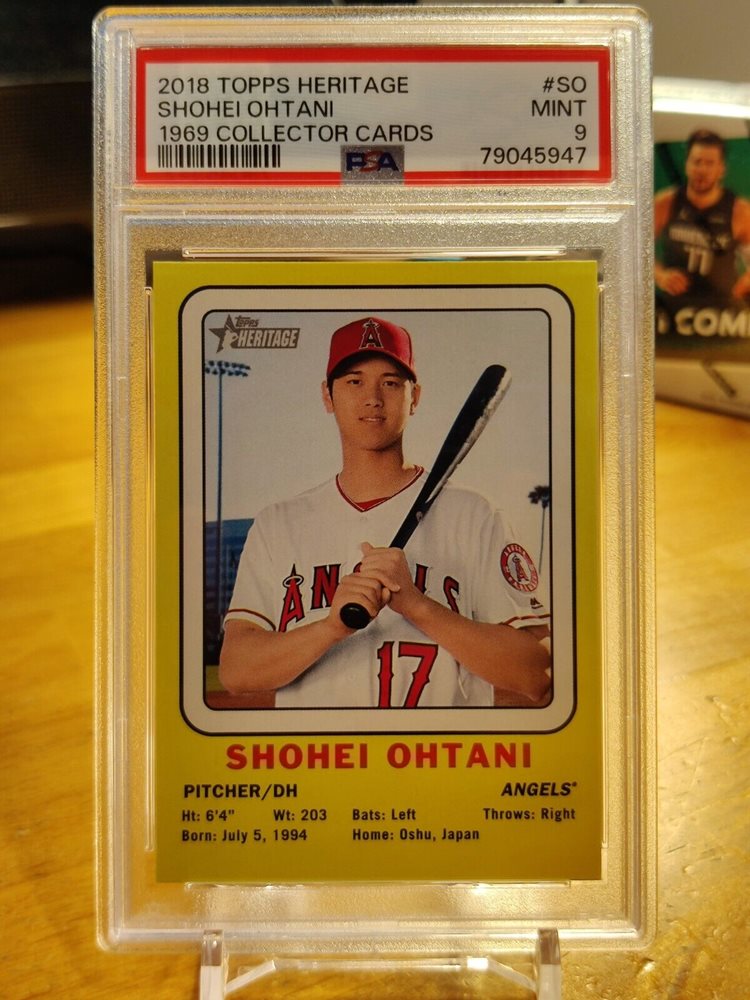 2018 TOPPS HERITAGE #SO
SHOHEI OHTANI MINT
1969 COLLECTOR CARDS 9
PSA 79045947
TOPPS
HERITAGE
A
ANGELS
17
77
COM
SHOHEI OHTANI
PITCHER/DH ANGELS®
Ht: 6'4" Wt: 203 Bats: Left Throws: Right
Born: July 5, 1994 Home: Oshu, Japan